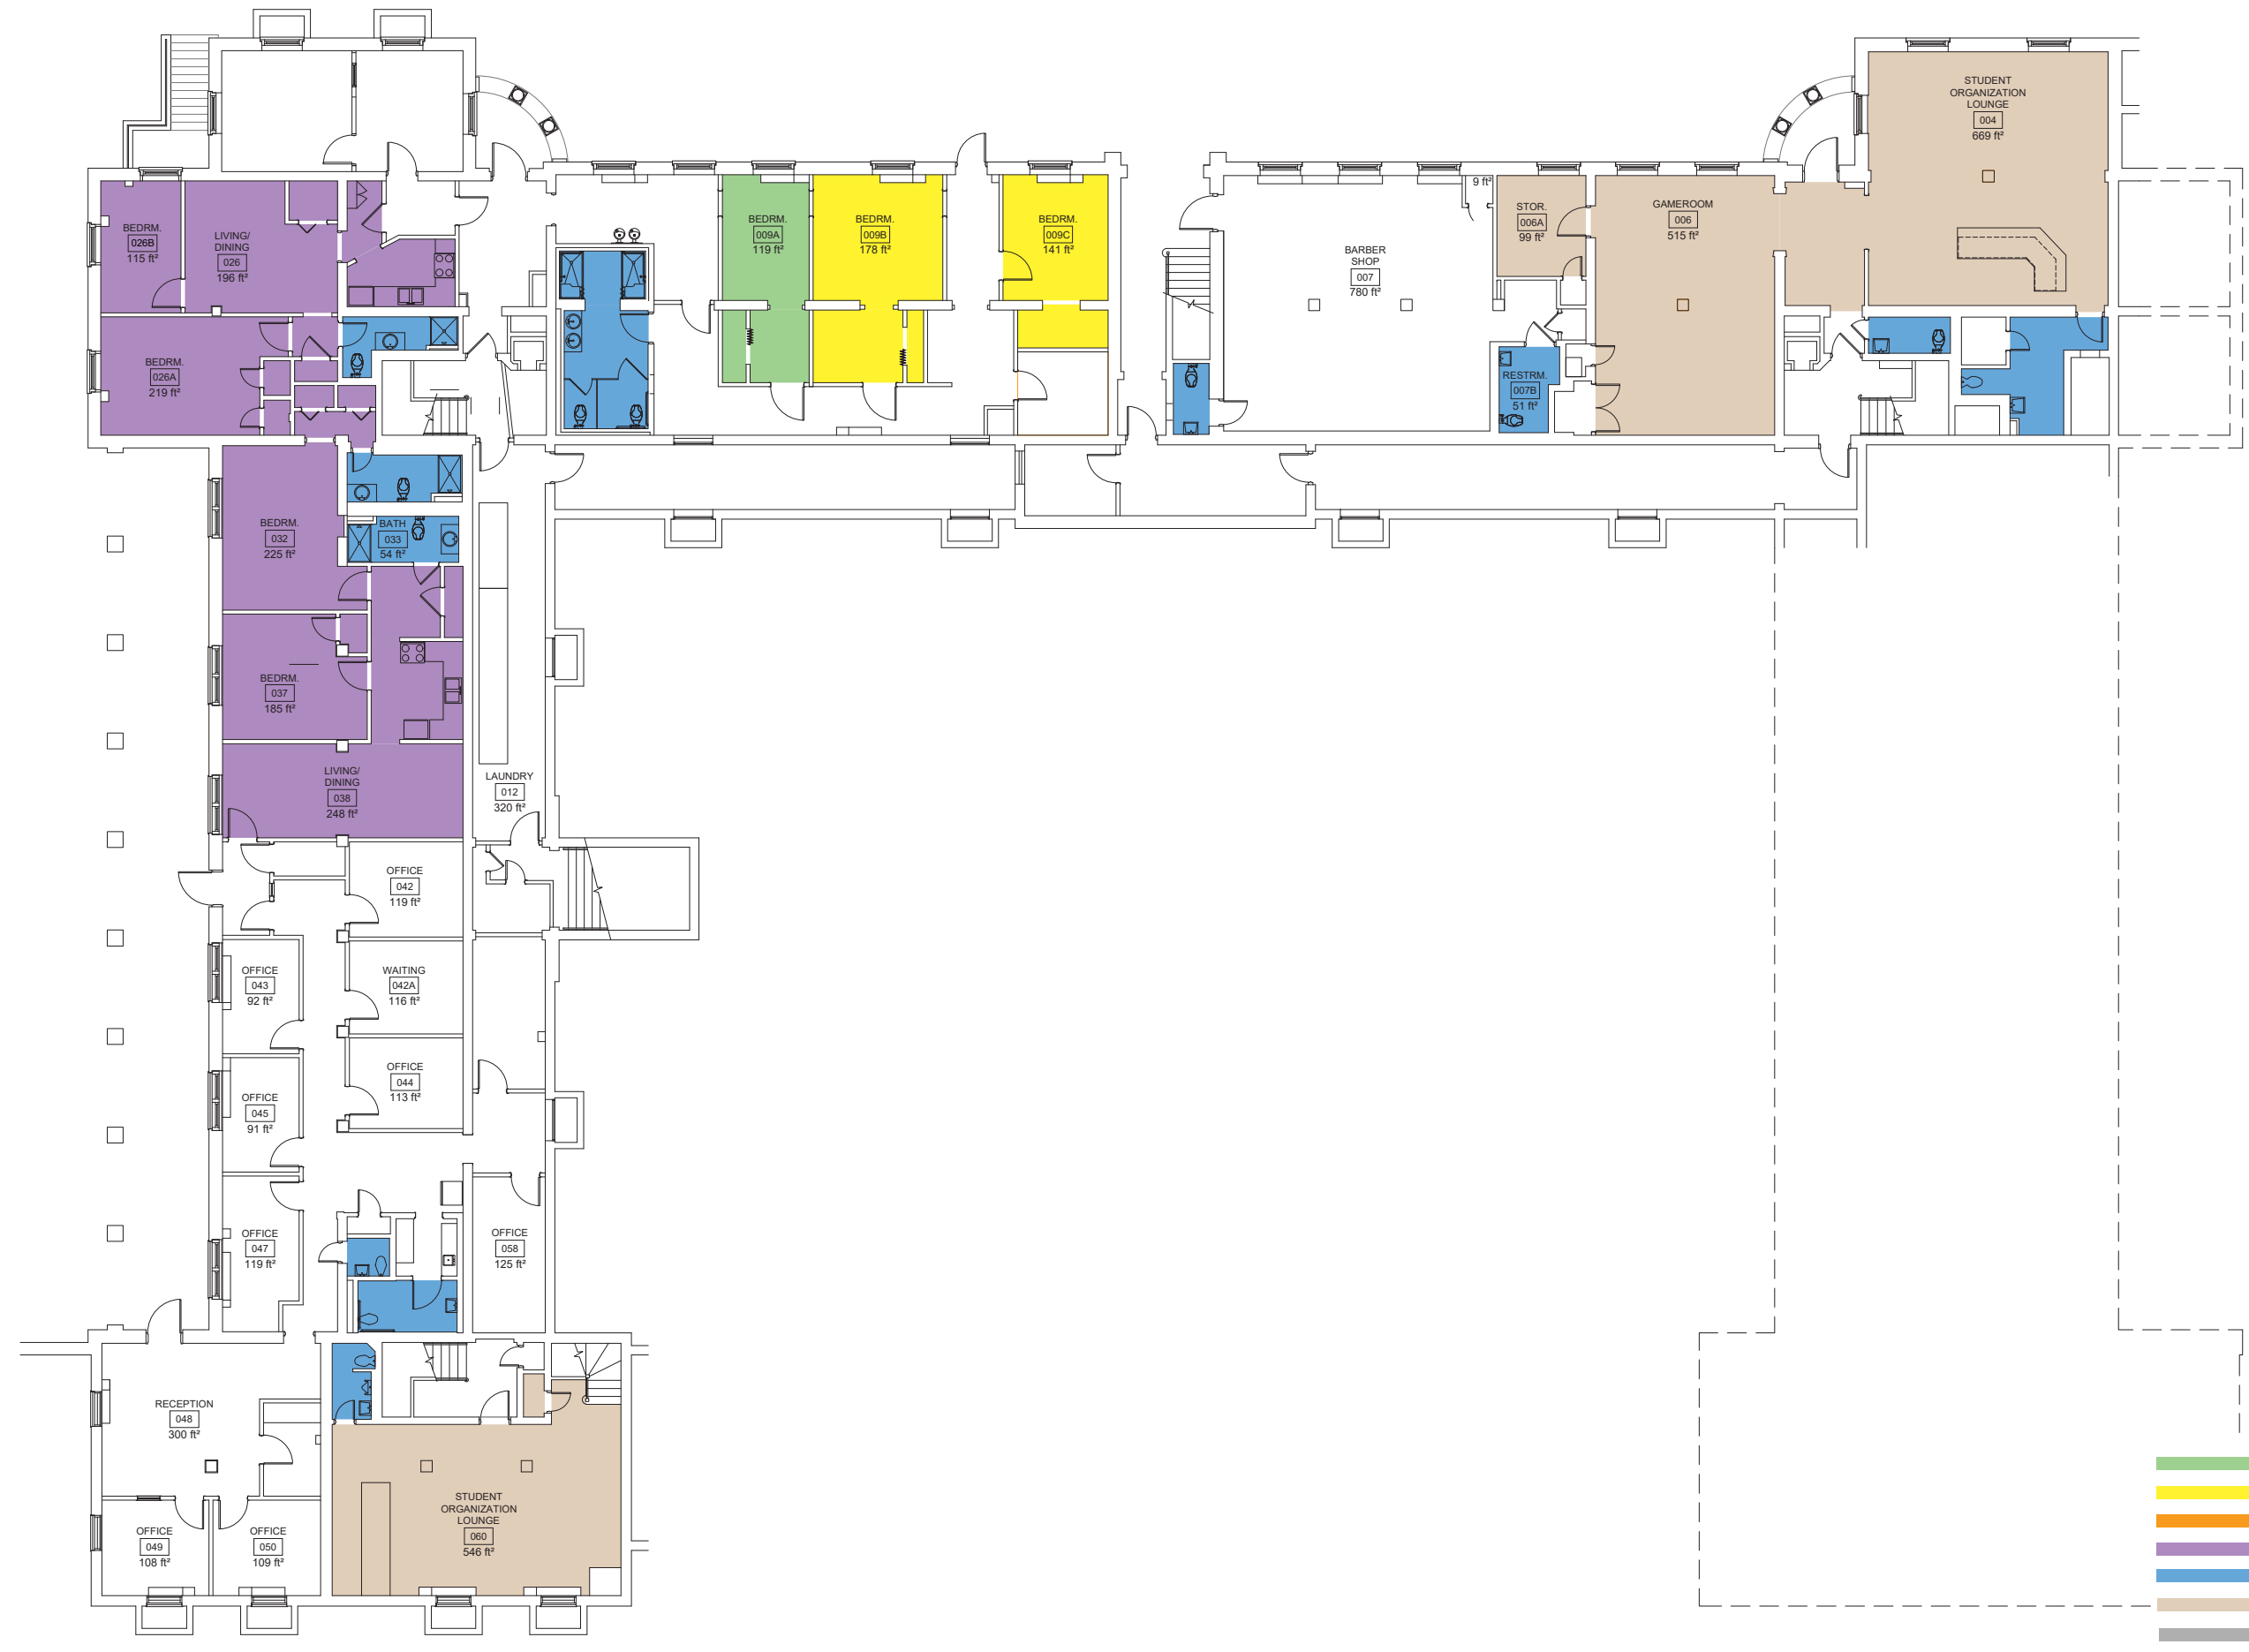 STUDENT
ORGANIZATION
LOUNGE
004
669 ft²
9 ft²
BEDRM.
026B
115 ft²
LIVING/
DINING
026
196 ft²
BEDRM.
009A
119 ft²
BEDRM.
009B
178 ft²
BEDRM.
009C
141 ft²
BARBER
SHOP
007
780 ft²
STOR.
006A
99 ft²
GAMEROOM
006
515 ft²
BEDRM.
026A
219 ft²
RESTRM.
007B
51 ft²
BEDRM.
032
225 ft²
BATH
033
54 ft²
BEDRM.
037
185 ft²
LIVING/
DINING
038
248 ft²
LAUNDRY
012
320 ft²
OFFICE
042
119 ft²
OFFICE
043
92 ft²
WAITING
042A
116 ft²
OFFICE
044
113 ft²
OFFICE
045
91 ft²
OFFICE
047
119 ft²
OFFICE
058
125 ft²
RECEPTION
048
300 ft²
STUDENT
ORGANIZATION
LOUNGE
060
546 ft²
OFFICE
049
108 ft²
OFFICE
050
109 ft²